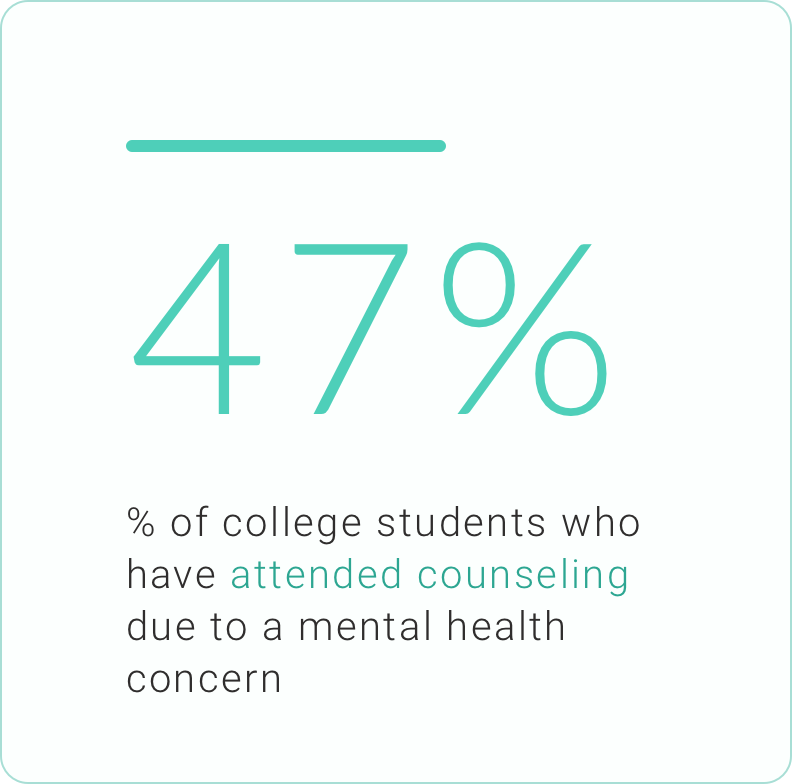 47%
% of college students who
have attended counseling
due to a mental health
concern